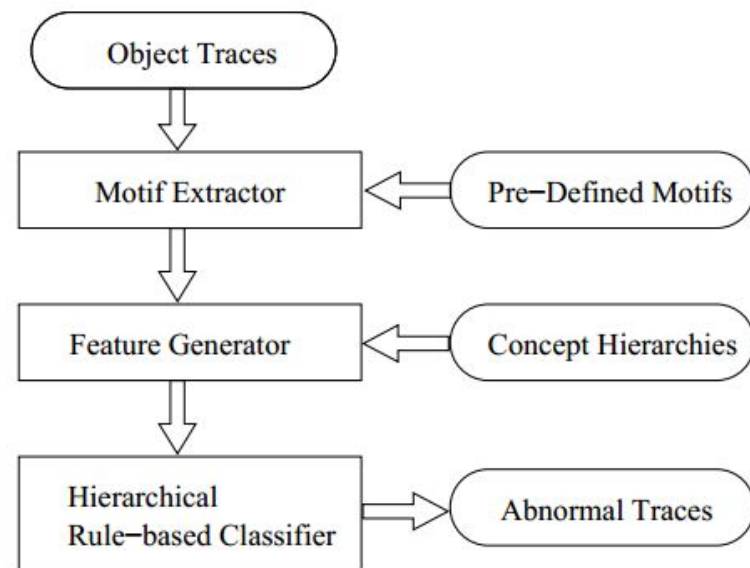 Object Traces
Motif Extractor
Pre−Defined Motifs
Feature Generator
Concept Hierarchies
Hierarchical
Rule−based Classifier
Abnormal Traces